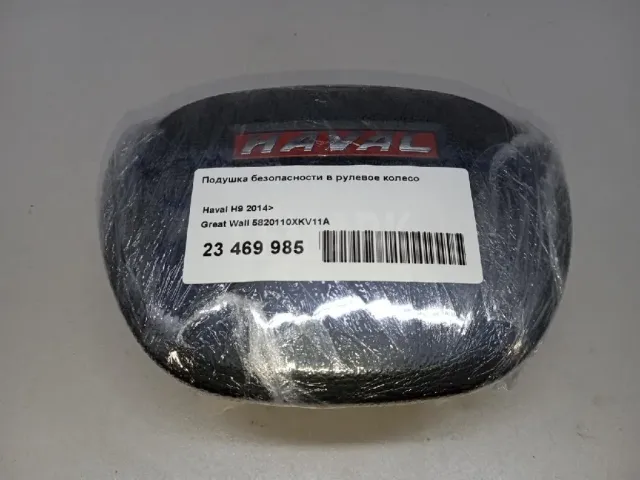 HAVAL
Подушка безопасности в рулевое колесо
Haval H9 2014>
Great Wall 5820110XKV11A
23 469 985